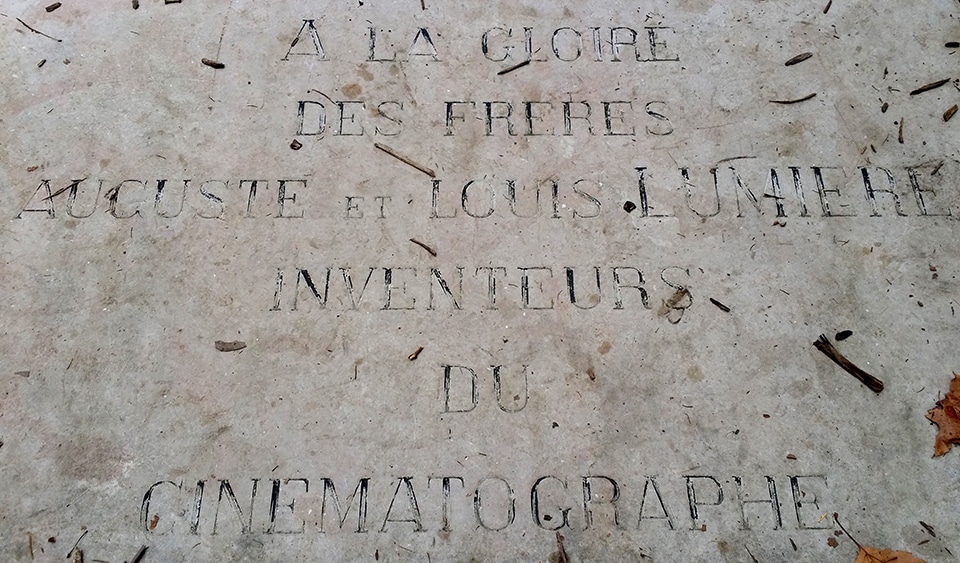 A LA GLOIRE
DES FRERES
AUGUSTE ET LOUIS LUMIERE
INVENTEURS
DU
CINEMATOGRAPHE